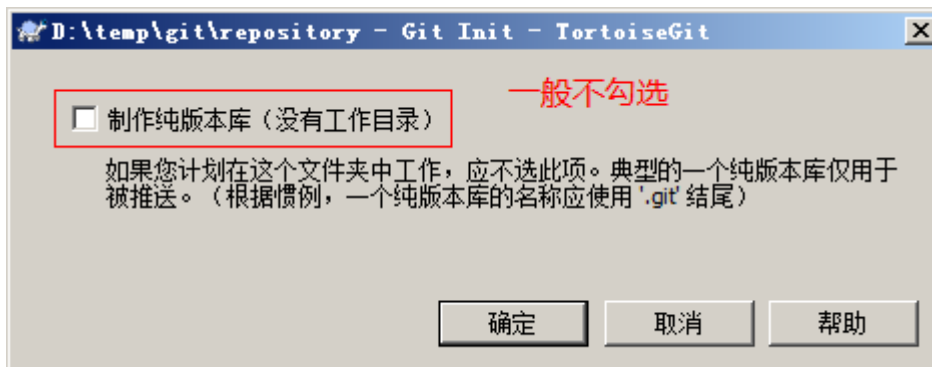 D:\temp\git\repository - Git Init - TortoiseGit
一般不勾选
制作纯版本库（没有工作目录）
如果您计划在这个文件夹中工作，应不选此项。典型的一个纯版本库仅用于
被推送。（根据惯例，一个纯版本库的名称应使用 '.git' 结尾）
确定 取消 帮助